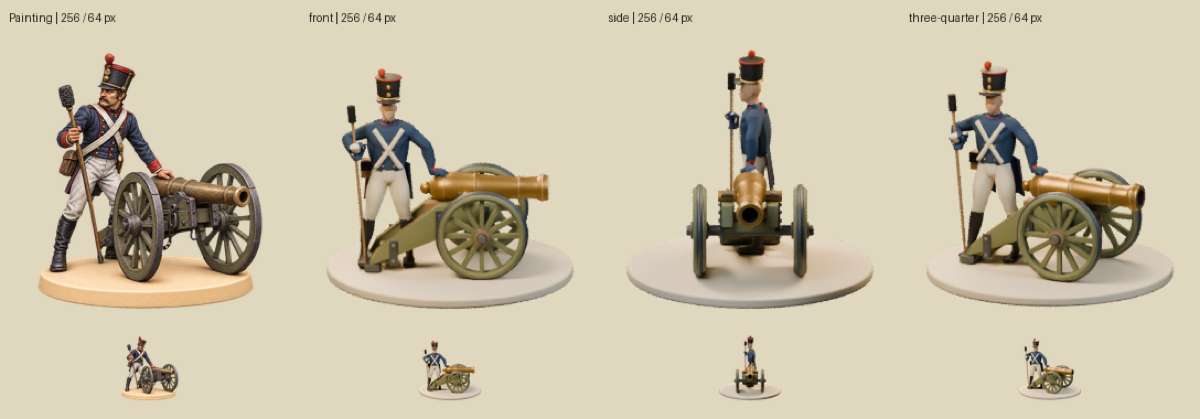 Painting | 256 / 64 px
front | 256 / 64 px
side | 256 / 64 px
three-quarter | 256 / 64 px